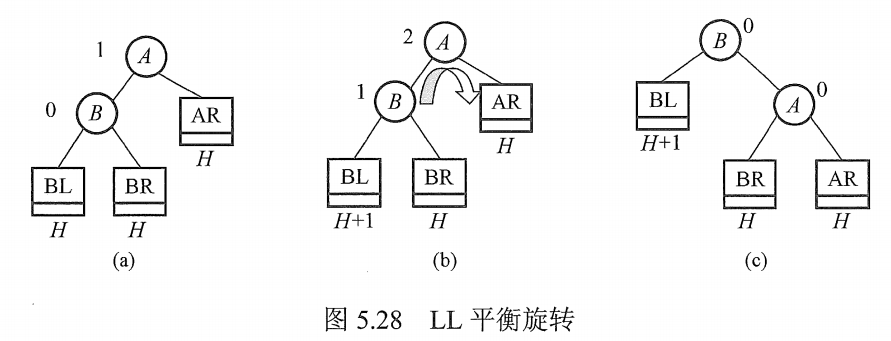 1 A
0 B AR
H
BL BR
H H
(a)
2 A
1 B AR
H
BL BR
H+1 H
(b)
B 0
BL A 0
H+1
BR AR
H H
(c)
图 5.28 LL 平衡旋转